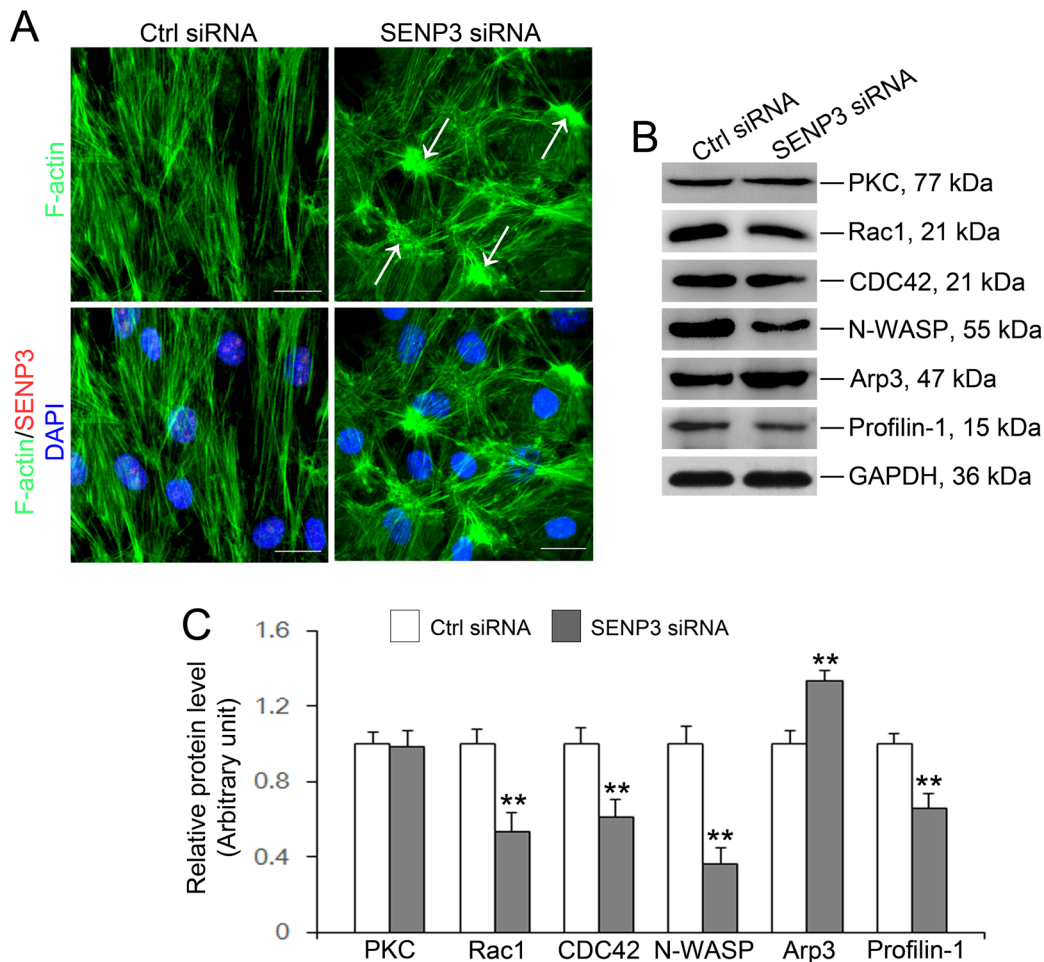 A
Ctrl siRNA
SENP3 siRNA
F-actin
F-actin/SENP3
DAPI
B
Ctrl siRNA
SENP3 siRNA
PKC, 77 kDa
Rac1, 21 kDa
CDC42, 21 kDa
N-WASP, 55 kDa
Arp3, 47 kDa
Profilin-1, 15 kDa
GAPDH, 36 kDa
C
Ctrl siRNA
SENP3 siRNA
Relative protein level
(Arbitrary unit)
1.6
1.2
0.8
0.4
0
**
**
**
**
**
PKC
Rac1
CDC42
N-WASP
Arp3
Profilin-1